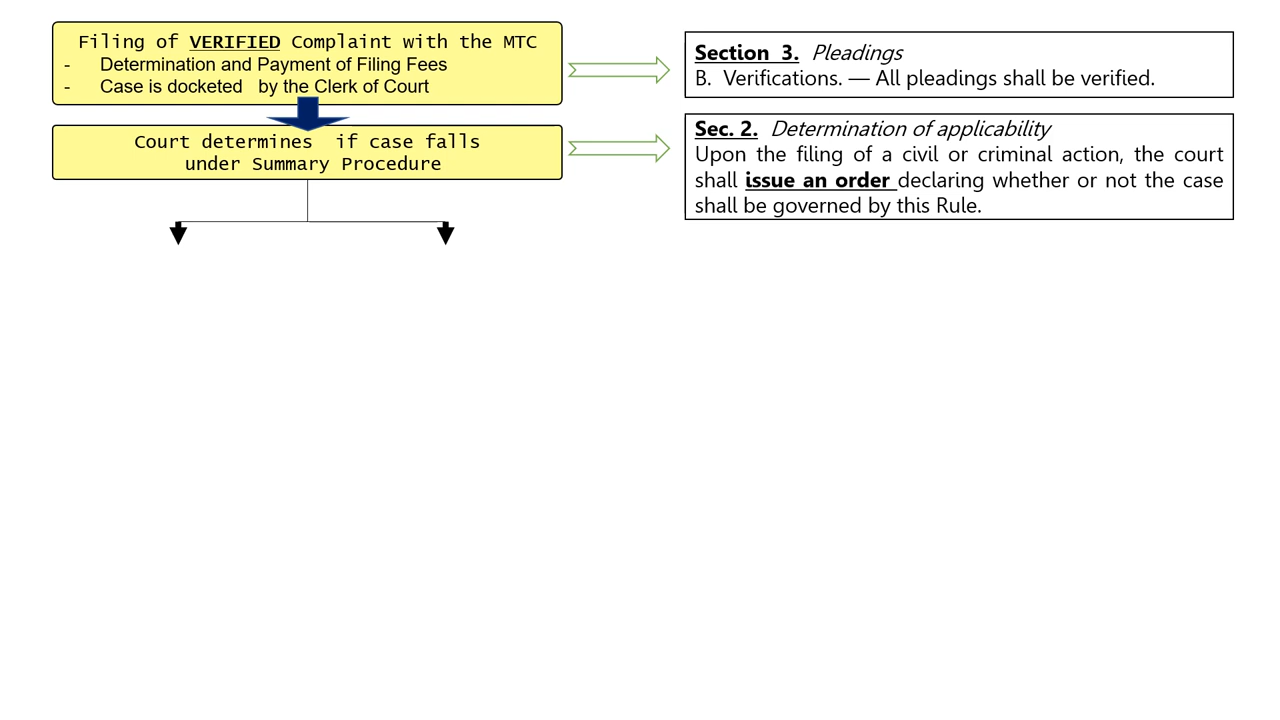 Filing of VERIFIED Complaint with the MTC
- Determination and Payment of Filing Fees
- Case is docketed by the Clerk of Court
Court determines if case falls
under Summary Procedure
Section 3. Pleadings
B. Verifications. — All pleadings shall be verified.
Sec. 2. Determination of applicability
Upon the filing of a civil or criminal action, the court
shall issue an order declaring whether or not the case
shall be governed by this Rule.